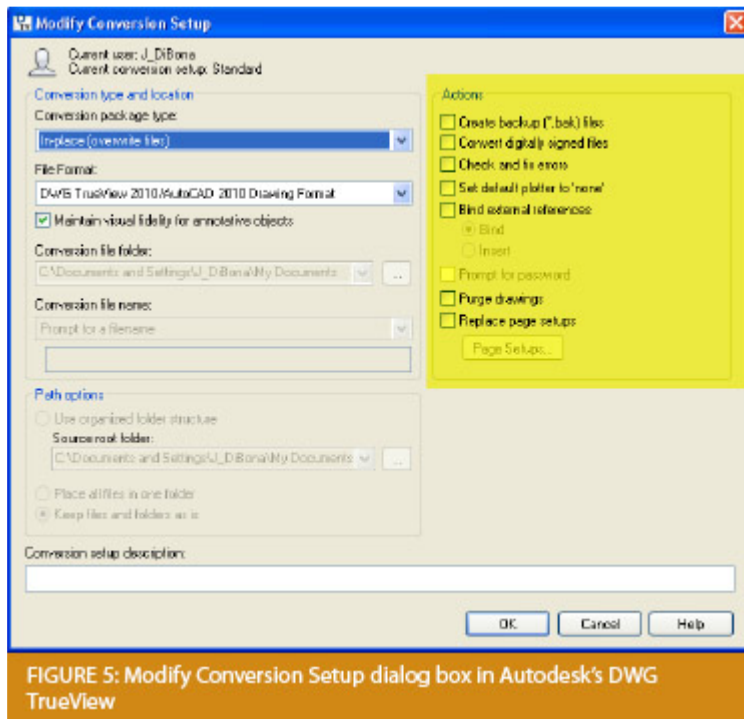 Modify Conversion Setup
Current user: J_DiBona
Current conversion setup: Standard
Conversion type and location
Conversion package type:
In-place (overwrite files)
File Format:
DWG TrueView 2010/AutoCAD 2010 Drawing Format
Maintain visual fidelity for annotative objects
Conversion file folder:
C:\Documents and Settings\J_DiBona\My Documents
...
Conversion file name:
Prompt for a filename
Path options
Use organized folder structure
Source root folder:
C:\Documents and Settings\J_DiBona\My Documents
...
Place all files in one folder
Keep files and folders as is
Actions
Create backup (*.bak) files
Convert digitally signed files
Check and fix errors
Set default plotter to 'none'
Bind external references
Bind
Insert
Prompt for password
Purge drawings
Replace page setups
Page Setups...
Conversion setup description:
OK
Cancel
Help
FIGURE 5: Modify Conversion Setup dialog box in Autodesk's DWG
TrueView